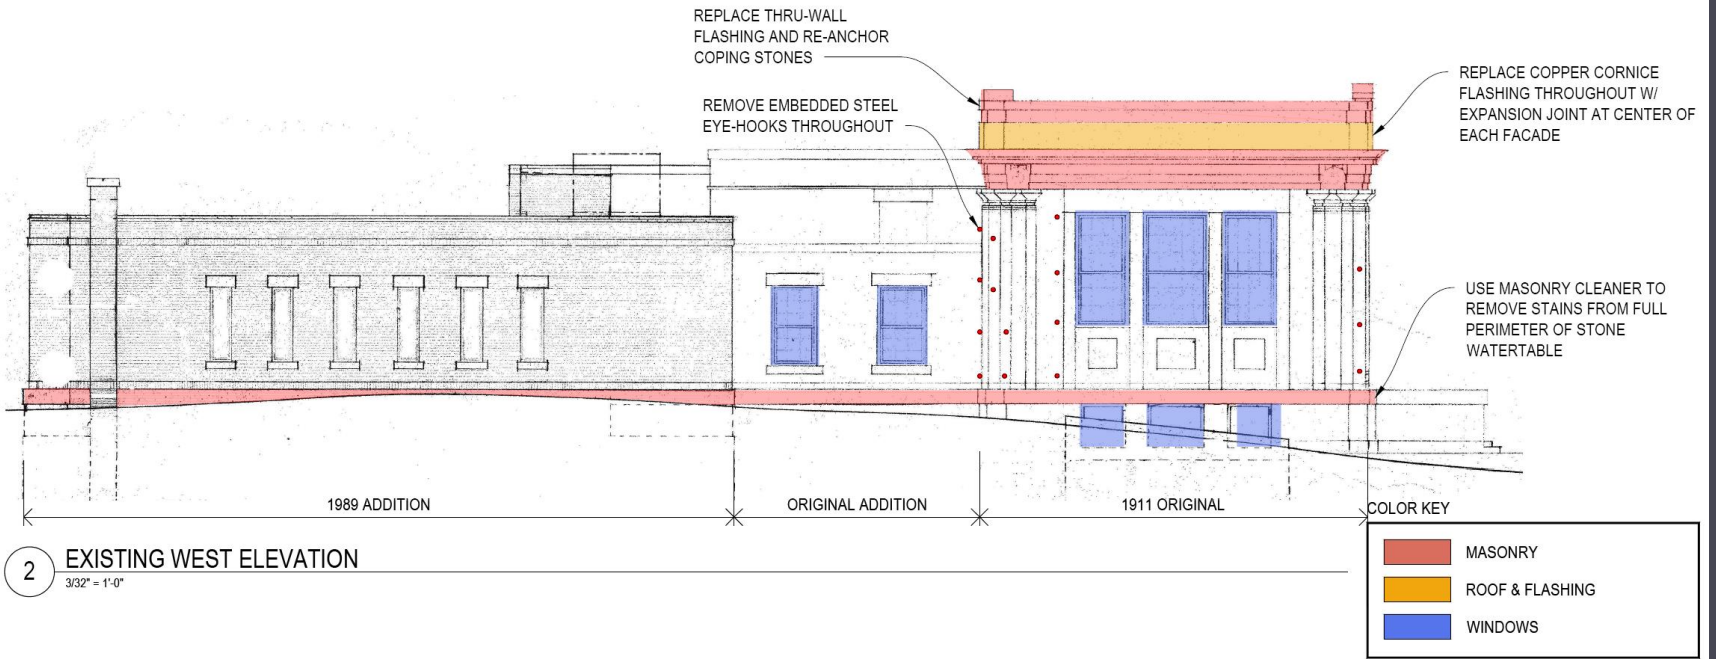 REPLACE THRU-WALL
FLASHING AND RE-ANCHOR
COPING STONES
REMOVE EMBEDDED STEEL
EYE-HOOKS THROUGHOUT
REPLACE COPPER CORNICE
FLASHING THROUGHOUT W/
EXPANSION JOINT AT CENTER OF
EACH FACADE
USE MASONRY CLEANER TO
REMOVE STAINS FROM FULL
PERIMETER OF STONE
WATERTABLE
1989 ADDITION
ORIGINAL ADDITION
1911 ORIGINAL
COLOR KEY
MASONRY
ROOF & FLASHING
WINDOWS
2
EXISTING WEST ELEVATION
3/32" = 1'-0"